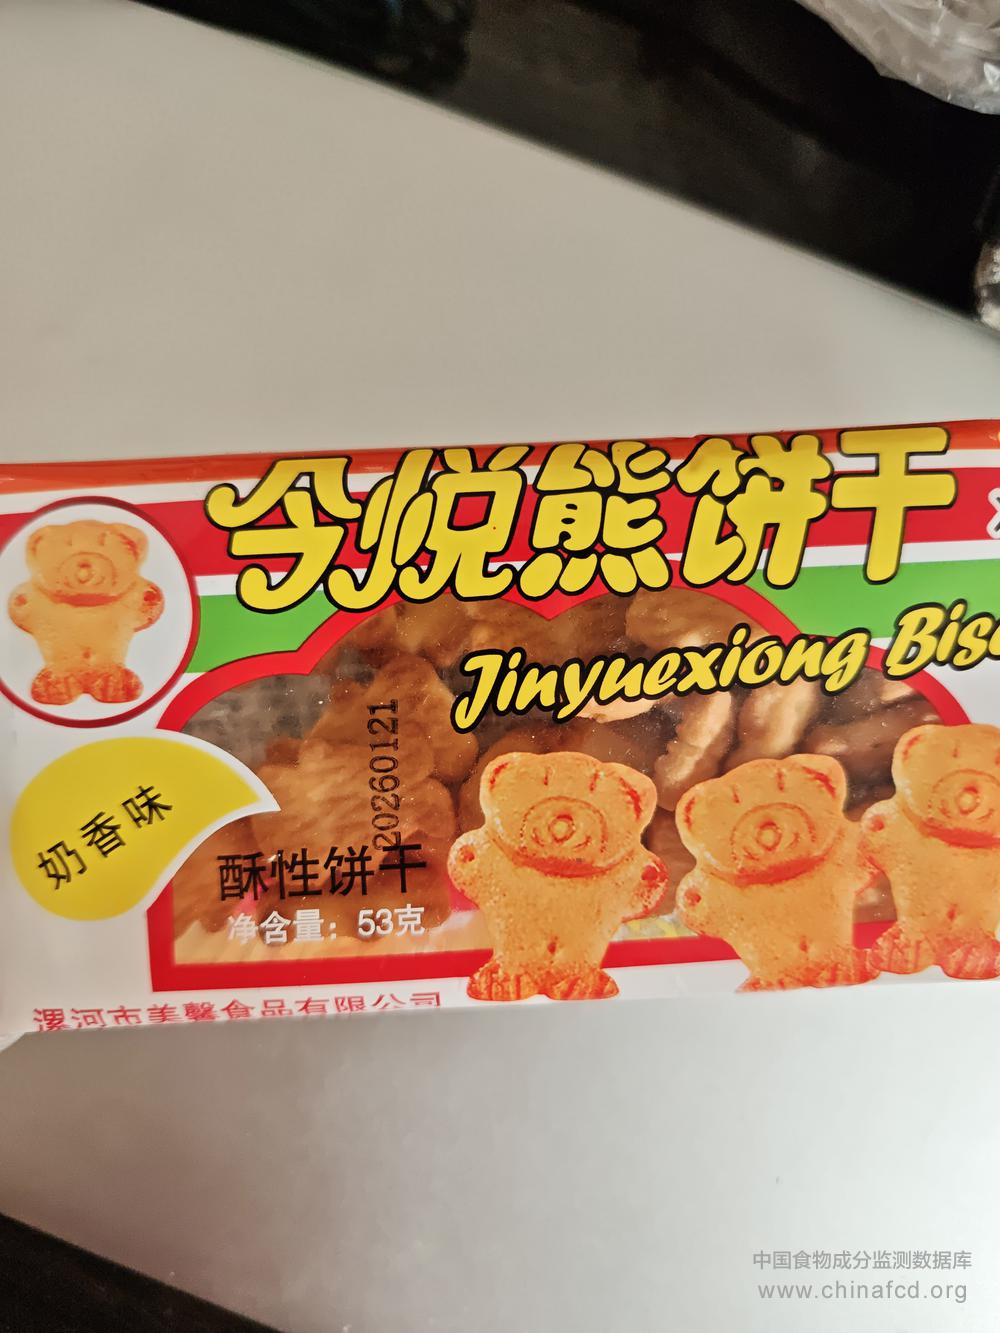 今悦熊饼干
Jinyuexiong
奶香味
20260121
酥性饼干
净含量：53克
漯河市美馨食品有限公司
中国食物成分监测数据库
www.chinafcd.org